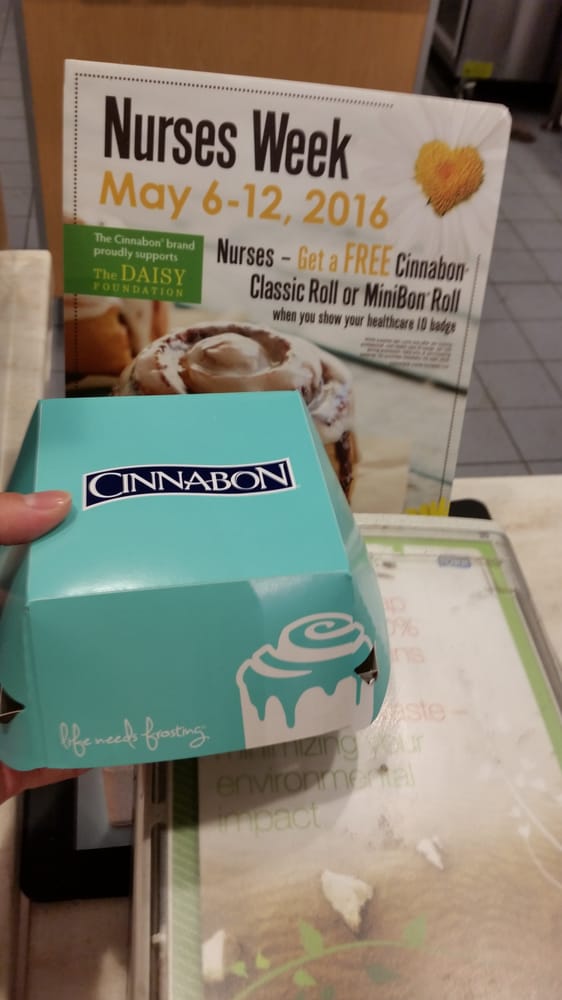 Nurses Week
May 6-12, 2016
The Cinnabon® brand
proudly supports
The DAISY
FOUNDATION
Nurses – Get a FREE Cinnabon®
Classic Roll or MiniBon® Roll
when you show your healthcare ID badge
CINNABON
life needs frosting.
minimizing your
environmental
impact